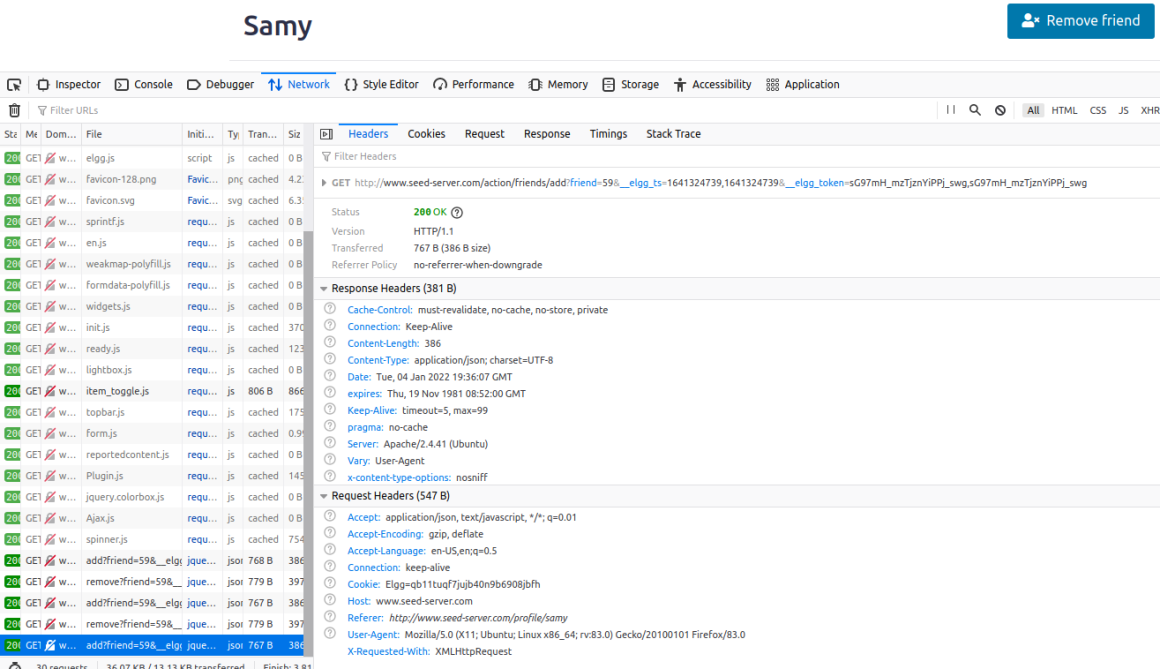 Samy
Remove friend
Inspector Console Debugger Network Style Editor Performance Memory Storage Accessibility Application
Filter URLs
All HTML CSS JS XHR
Sta Me Dom… File Initi… Ty Tran… Siz
Headers Cookies Request Response Timings Stack Trace
200 GET w… elgg.js script js cached 0 B
Filter Headers
200 GET w… favicon-128.png Favic… png cached 4.2
GET http://www.seed-server.com/action/friends/add?friend=59&__elgg_ts=1641324739,1641324739&__elgg_token=sG97mH_mzTjznYiPPj_swg,sG97mH_mzTjznYiPPj_swg
200 GET w… favicon.svg Favic… svg cached 6.3
Status 200 OK
200 GET w… sprintf.js requ… js cached 0 B
Version HTTP/1.1
200 GET w… en.js requ… js cached 0 B
Transferred 767 B (386 B size)
200 GET w… weakmap-polyfill.js requ… js cached 0 B
Referrer Policy no-referrer-when-downgrade
200 GET w… formdata-polyfill.js requ… js cached 0 B
Response Headers (381 B)
200 GET w… widgets.js requ… js cached 0 B
Cache-Control: must-revalidate, no-cache, no-store, private
200 GET w… init.js requ… js cached 370
Connection: Keep-Alive
200 GET w… ready.js requ… js cached 123
Content-Length: 386
Content-Type: application/json; charset=UTF-8
200 GET w… lightbox.js requ… js cached 0 B
Date: Tue, 04 Jan 2022 19:36:07 GMT
200 GET w… item_toggle.js requ… js 806 B 866
expires: Thu, 19 Nov 1981 08:52:00 GMT
200 GET w… topbar.js requ… js cached 175
Keep-Alive: timeout=5, max=99
200 GET w… form.js requ… js cached 0.9
pragma: no-cache
Server: Apache/2.4.41 (Ubuntu)
200 GET w… reportedcontent.js requ… js cached 0 B
Vary: User-Agent
200 GET w… Plugin.js requ… js cached 145
x-content-type-options: nosniff
200 GET w… jquery.colorbox.js requ… js cached 0 B
Request Headers (547 B)
200 GET w… Ajax.js requ… js cached 0 B
Accept: application/json, text/javascript, */*; q=0.01
200 GET w… spinner.js requ… js cached 754
Accept-Encoding: gzip, deflate
Accept-Language: en-US,en;q=0.5
200 GET w… add?friend=59&__elgg jque… json 768 B 386
Connection: keep-alive
200 GET w… remove?friend=59&__ jque… json 779 B 397
Cookie: Elgg=qb11tuqf7jujb40n9b6908jbfh
200 GET w… add?friend=59&__elgg jque… json 767 B 386
Host: www.seed-server.com
Referer: http://www.seed-server.com/profile/samy
200 GET w… remove?friend=59&__ jque… json 779 B 397
User-Agent: Mozilla/5.0 (X11; Ubuntu; Linux x86_64; rv:83.0) Gecko/20100101 Firefox/83.0
200 GET w… add?friend=59&__elgg jque… json 767 B 386
X-Requested-With: XMLHttpRequest
30 requests 36.07 KB / 13.13 KB transferred Finish: 3.81